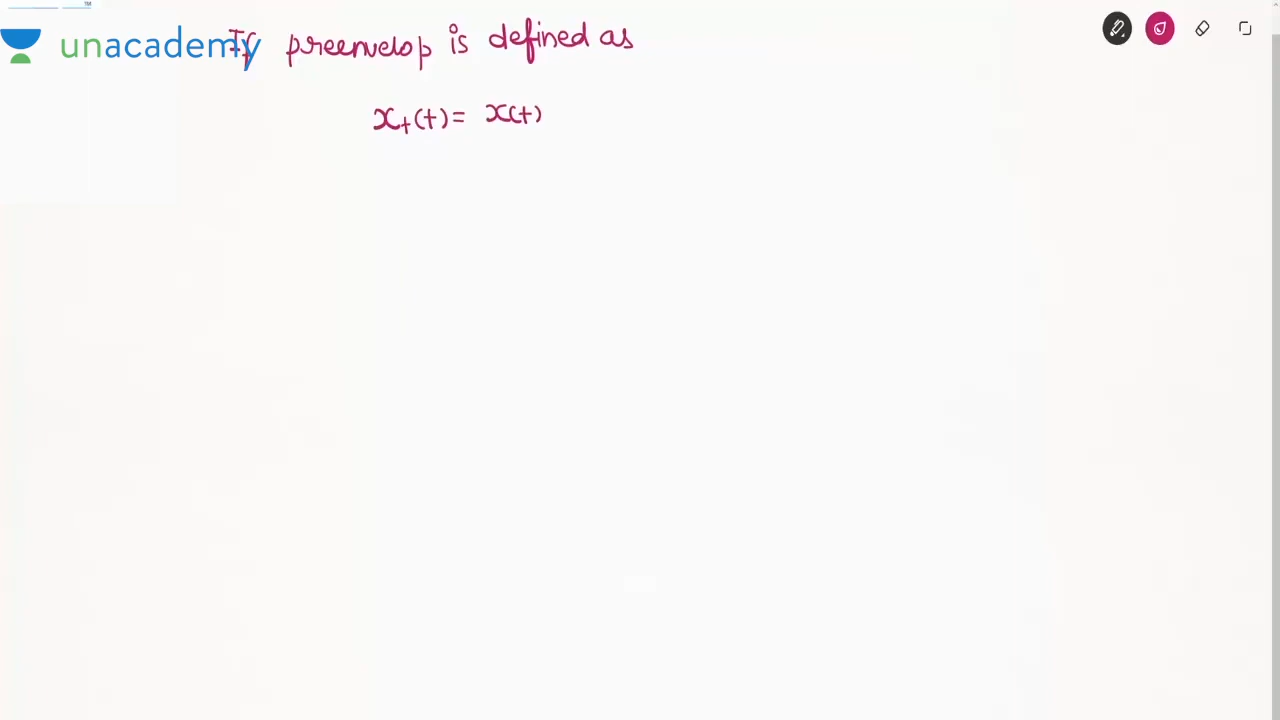 unacademy
If preenvelop is defined as
x₊(t) = x(t)